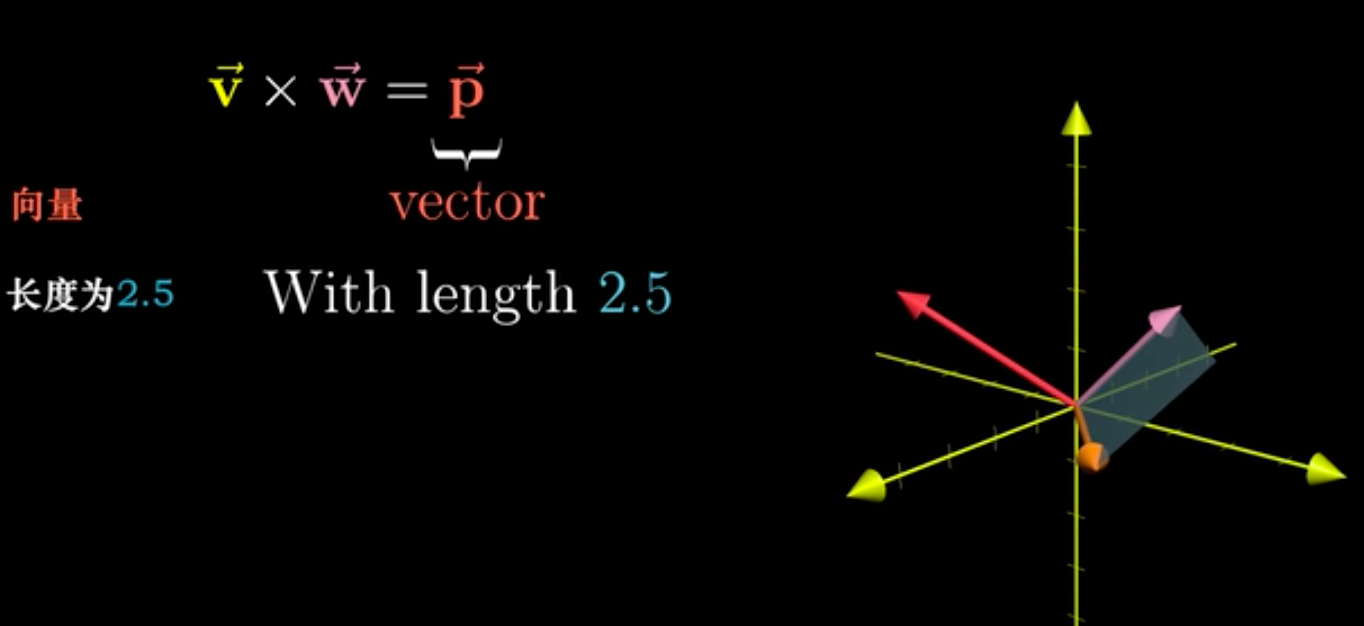 v⃗ × w⃗ = p⃗
向量 vector
长度为2.5 With length 2.5